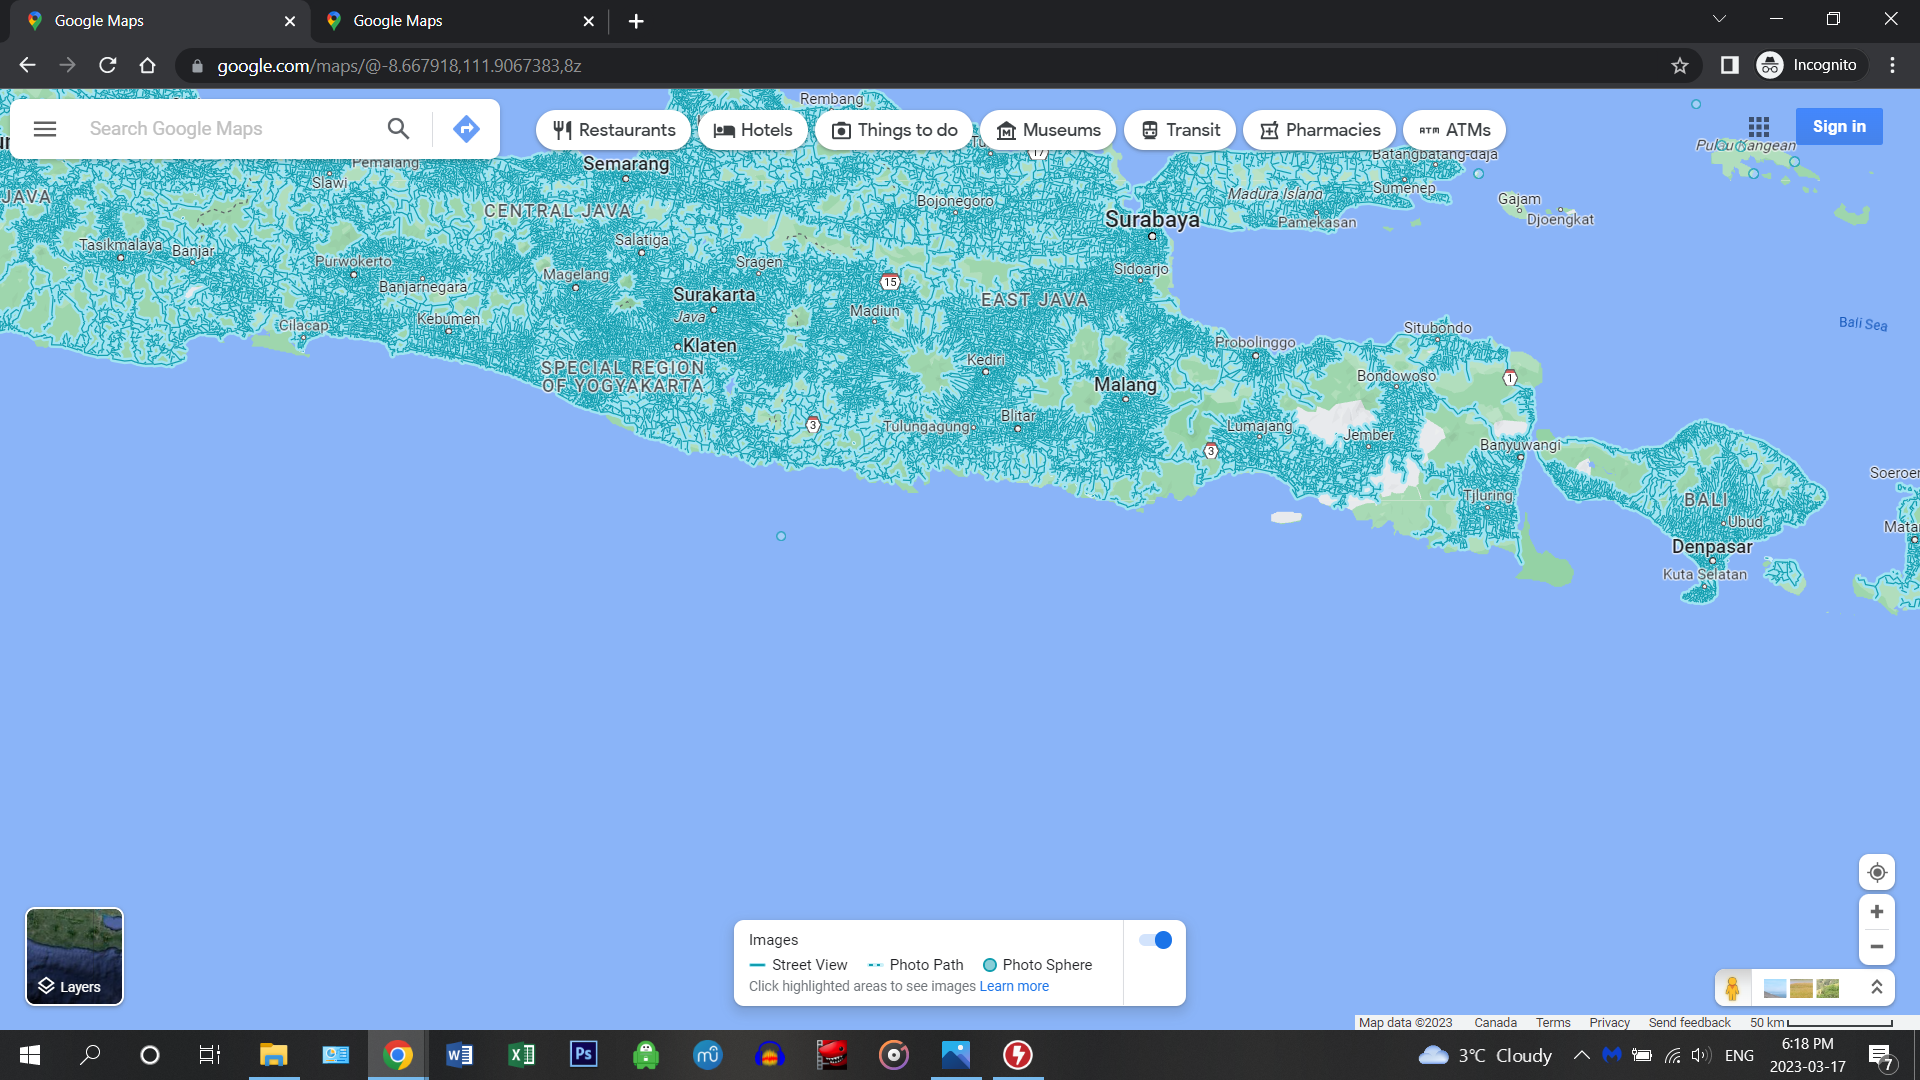 Google Maps
Google Maps
google.com/maps/@-8.667918,111.9067383,8z
Incognito
Search Google Maps
Restaurants
Hotels
Things to do
Museums
Transit
Pharmacies
ATM ATMs
Sign in
Rembang
17
Pemalang
Semarang
Batangbatang-daja
Pulau Kangean
Slawi
JAVA
CENTRAL JAVA
Bojonegoro
Madura Island
Sumenep
Gajam
Surabaya
Pamekasan
Djoengkat
Tasikmalaya
Banjar
Salatiga
Purwokerto
Sragen
Magelang
Sidoarjo
Banjarnegara
15
Surakarta
EAST JAVA
Java
Madiun
Kebumen
Cilacap
Situbondo
Bali Sea
Klaten
Probolinggo
Kediri
SPECIAL REGION
OF YOGYAKARTA
Malang
Bondowoso
1
Blitar
3
Tulungagung
Lumajang
Jember
3
Banyuwangi
Tjluring
BALI
Ubud
Denpasar
Kuta Selatan
Images
Street View
Photo Path
Photo Sphere
Click highlighted areas to see images Learn more
Layers
Map data ©2023
Canada
Terms
Privacy
Send feedback
50 km
W
X
Ps
mu
3°C Cloudy
ENG
6:18 PM
2023-03-17
7